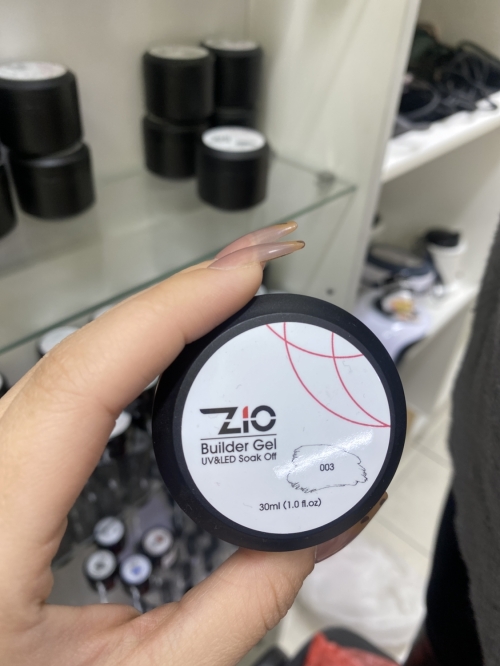 ZIO
Builder Gel
UV&LED Soak Off
003
30ml (1.0 fl.oz)